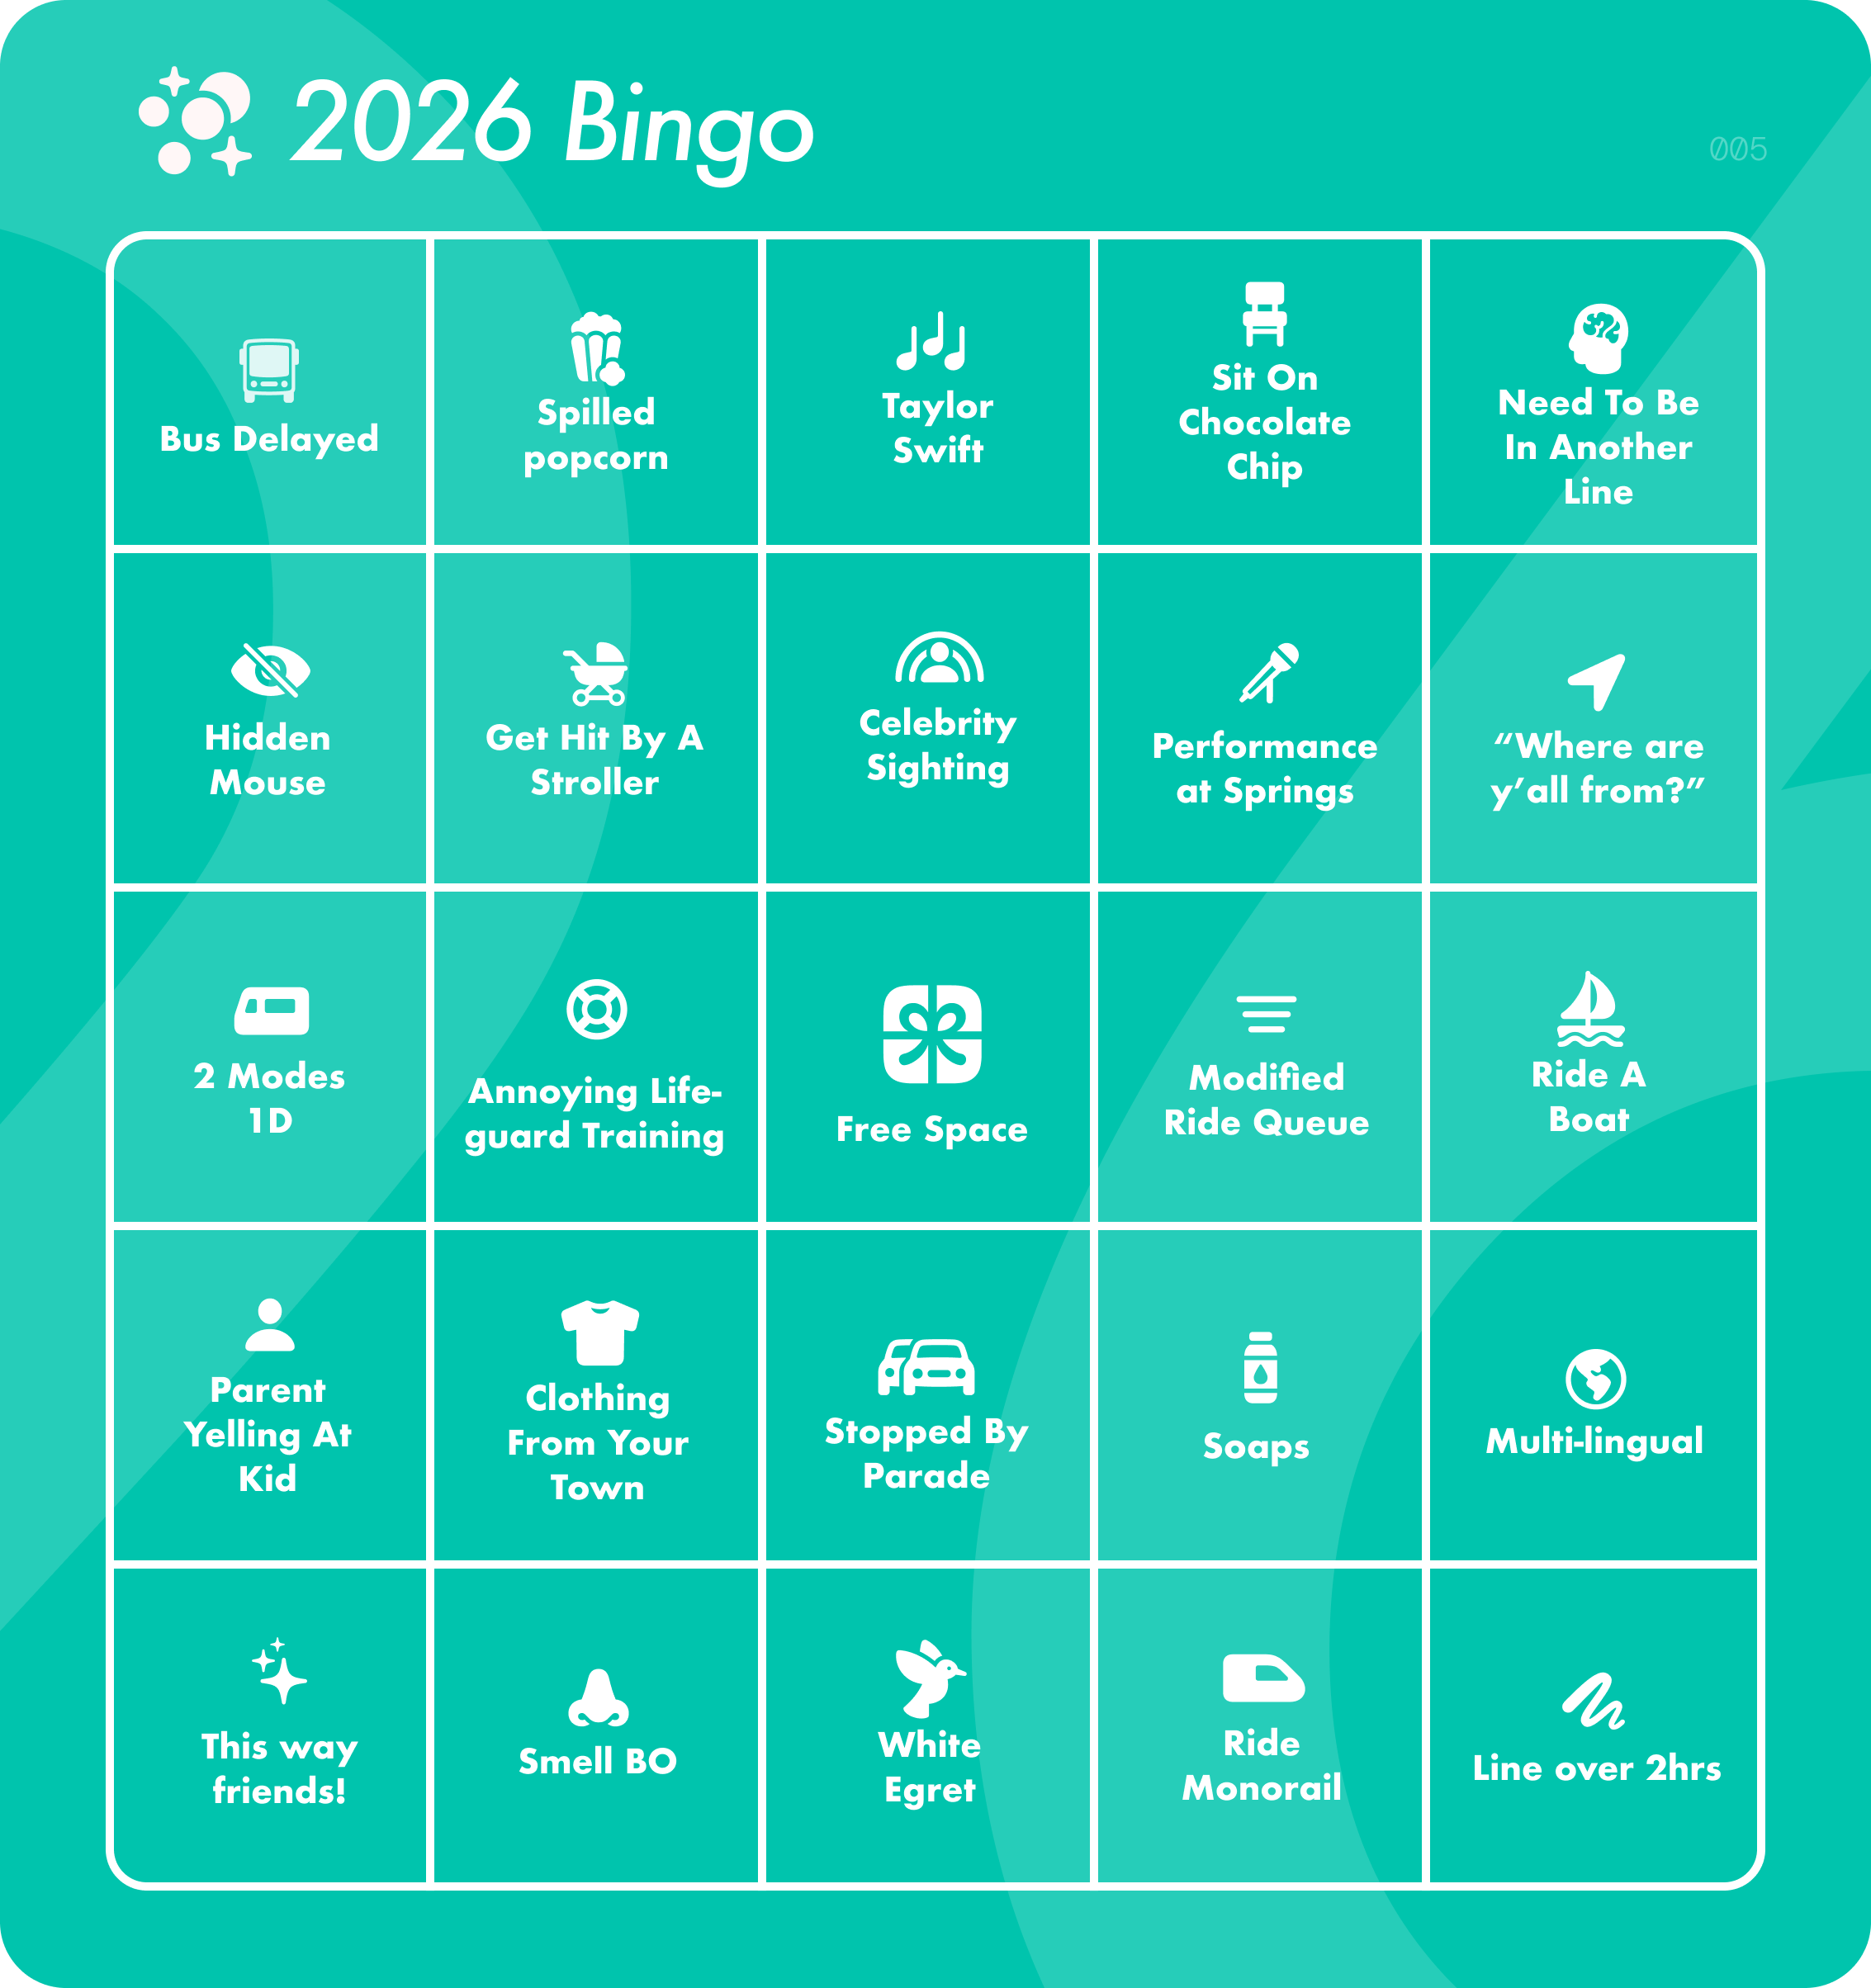 2026 Bingo
005
Bus Delayed
Spilled
popcorn
Taylor
Swift
Sit On
Chocolate
Chip
Need To Be
In Another
Line
Hidden
Mouse
Get Hit By A
Stroller
Celebrity
Sighting
Performance
at Springs
“Where are
y’all from?”
2 Modes
1D
Annoying Life-
guard Training
Free Space
Modified
Ride Queue
Ride A
Boat
Parent
Yelling At
Kid
Clothing
From Your
Town
Stopped By
Parade
Soaps
Multi-lingual
This way
friends!
Smell BO
White
Egret
Ride
Monorail
Line over 2hrs